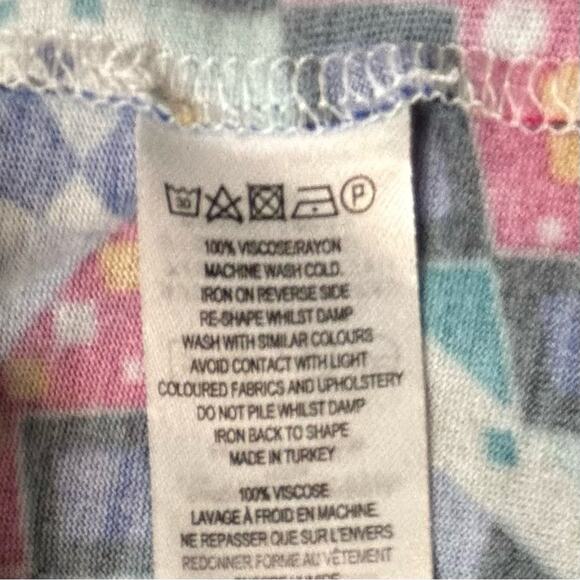 30
P
100% VISCOSE/RAYON
MACHINE WASH COLD.
IRON ON REVERSE SIDE
RE-SHAPE WHILST DAMP
WASH WITH SIMILAR COLOURS
AVOID CONTACT WITH LIGHT
COLOURED FABRICS AND UPHOLSTERY
DO NOT PILE WHILST DAMP
IRON BACK TO SHAPE
MADE IN TURKEY
100% VISCOSE
LAVAGE À FROID EN MACHINE.
NE REPASSER QUE SUR L'ENVERS
REDONNER FORME AU VÊTEMENT